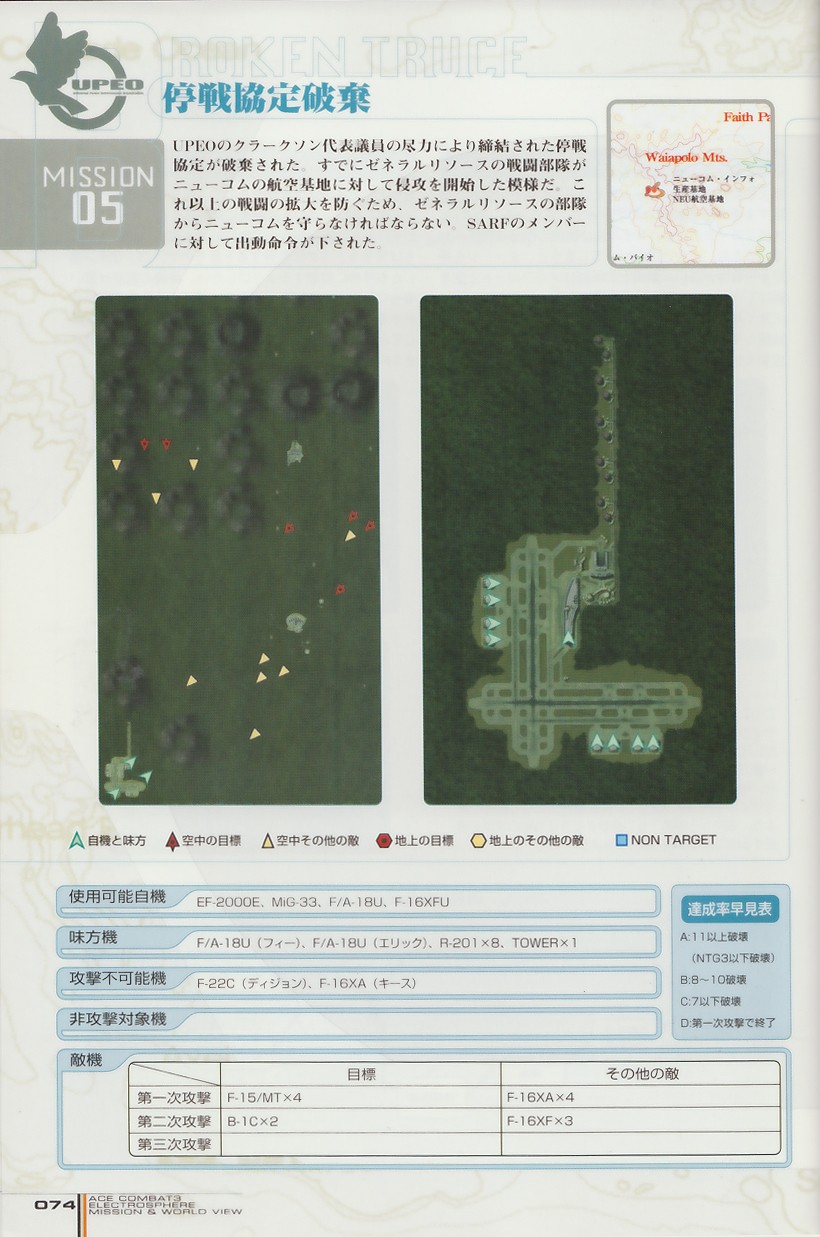 BROKEN TRUCE
UPEO
停戦協定破棄
MISSION
05
UPEOのクラークソン代表議員の尽力により締結された停戦
協定が破棄された。すでにゼネラルリソースの戦闘部隊が
ニューコムの航空基地に対して侵攻を開始した模様だ。こ
れ以上の戦闘の拡大を防ぐため、ゼネラルリソースの部隊
からニューコムを守らなければならない。SARFのメンバー
に対して出動命令が下された。
Faith Pa
Waiapolo Mts.
ニューコム・インフォ
生産基地
NEU航空基地
ム・バイオ
自機と味方 空中の目標 空中その他の敵 地上の目標 地上のその他の敵 NON TARGET
使用可能自機 EF-2000E、MiG-33、F/A-18U、F-16XFU
味方機 F/A-18U（フィー）、F/A-18U（エリック）、R-201×8、TOWER×1
攻撃不可能機 F-22C（ディジョン）、F-16XA（キース）
非攻撃対象機
達成率早見表
A:11以上破壊
（NTG3以下破壊）
B:8〜10破壊
C:7以下破壊
D:第一次攻撃で終了
敵機
目標 その他の敵
第一次攻撃 F-15/MT×4 F-16XA×4
第二次攻撃 B-1C×2 F-16XF×3
第三次攻撃
074
ACE COMBAT3
ELECTROSPHERE
MISSION & WORLD VIEW